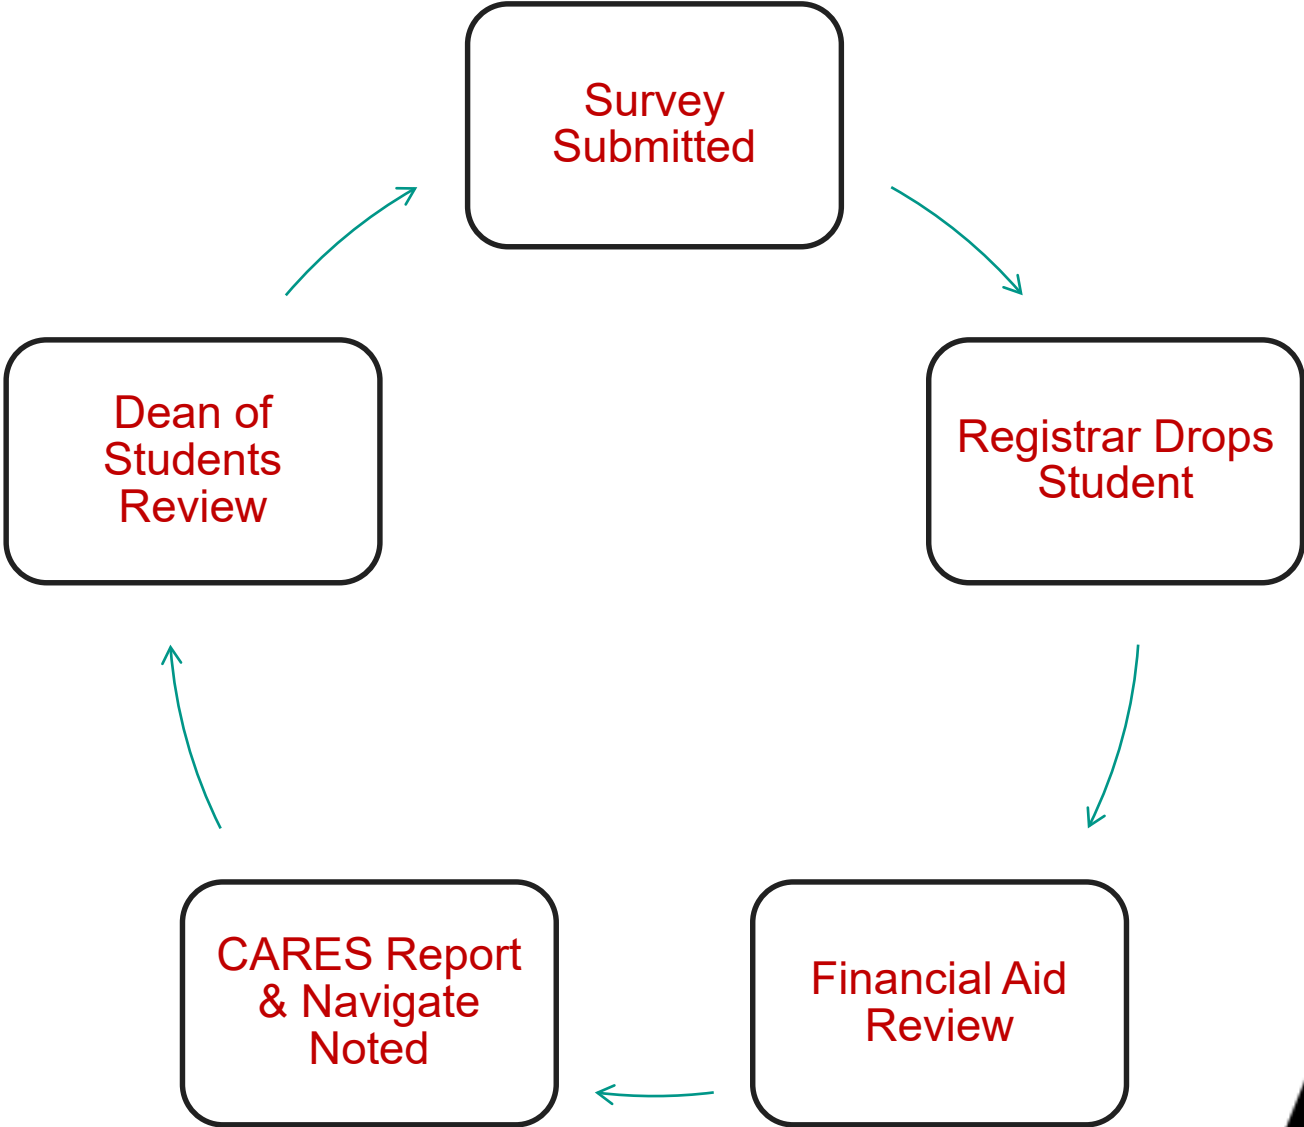 Survey
Submitted
Registrar Drops
Student
Financial Aid
Review
CARES Report
& Navigate
Noted
Dean of
Students
Review